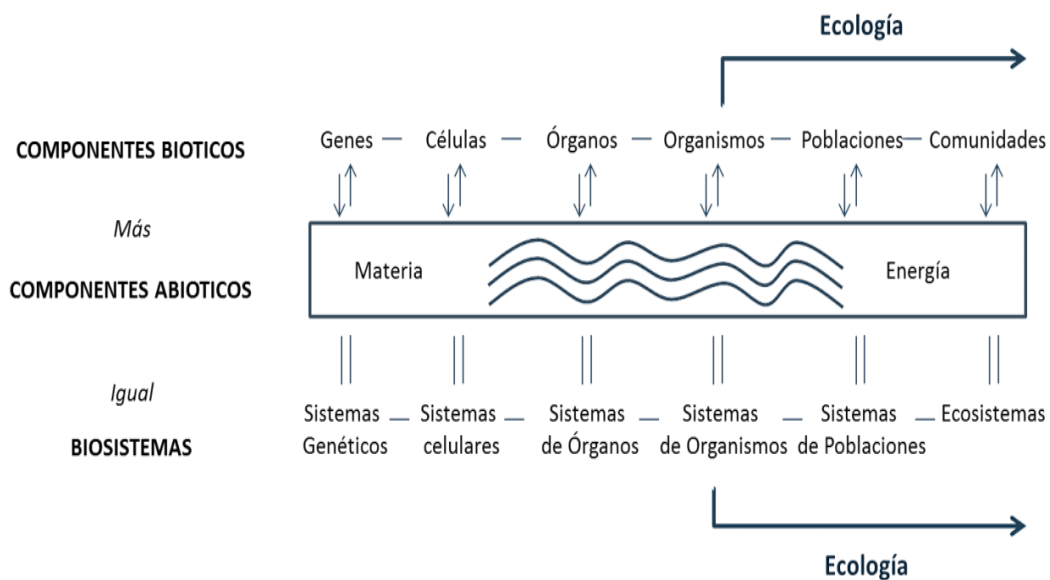 Ecología
COMPONENTES BIOTICOS
Genes — Células — Órganos — Organismos — Poblaciones — Comunidades
Más
COMPONENTES ABIOTICOS
Materia Energía
Igual
BIOSISTEMAS
Sistemas — Sistemas — Sistemas — Sistemas — Sistemas — Ecosistemas
Genéticos celulares de Órganos de Organismos de Poblaciones
Ecología